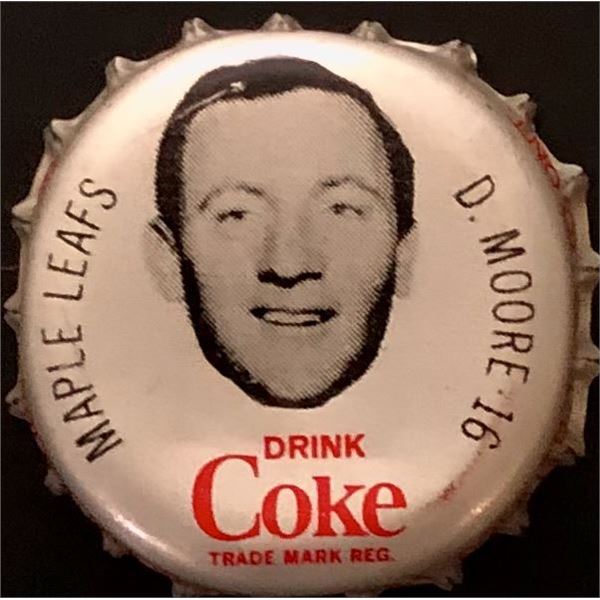 MAPLE LEAFS
D. MOORE·16
DRINK
Coke
TRADE MARK REG.